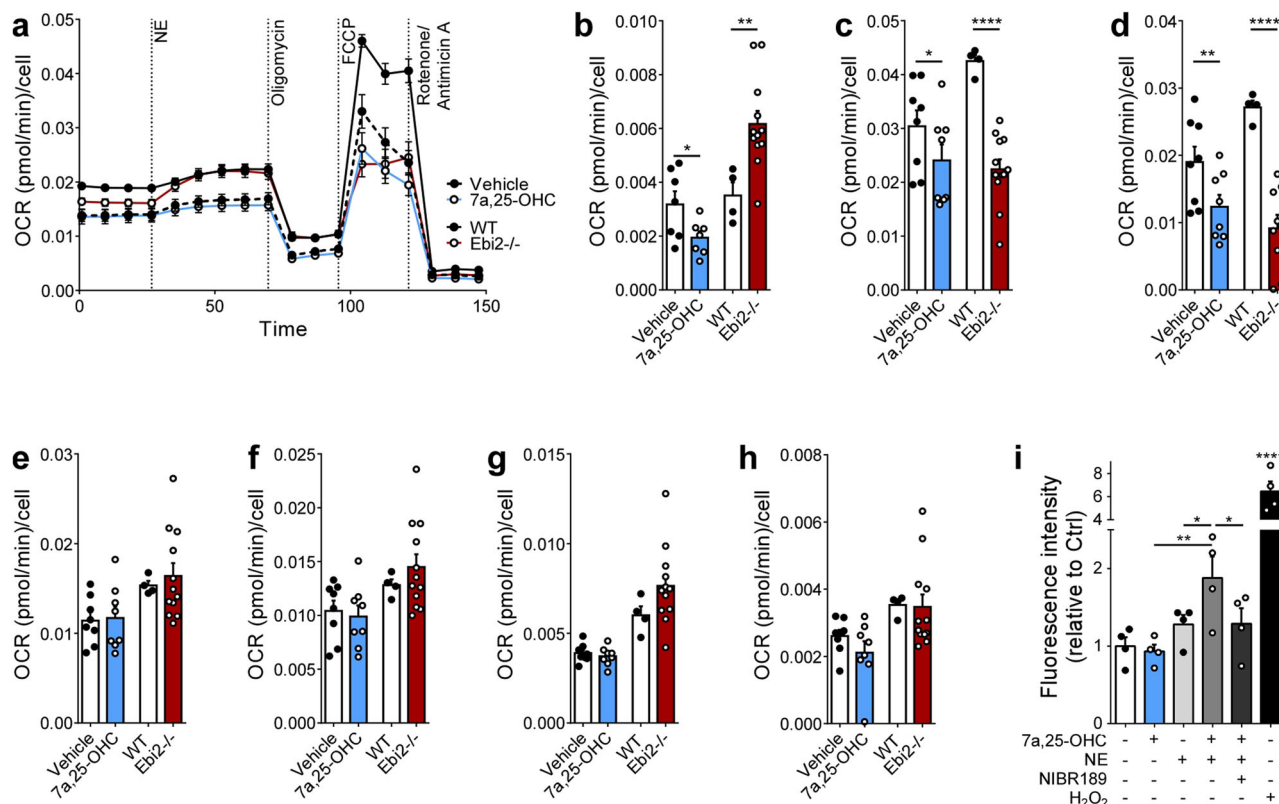 a
OCR (pmol/min)/cell
0.05
0.04
0.03
0.02
0.01
0.00
0
50
100
150
Time
NE
Oligomycin
FCCP
Rotenone/
Antimicin A
Vehicle
7a,25-OHC
WT
Ebi2-/-
b
OCR (pmol/min)/cell
0.010
0.008
0.006
0.004
0.002
0.000
*
**
Vehicle
7a,25-OHC
WT
Ebi2-/-
c
OCR (pmol/min)/cell
0.05
0.04
0.03
0.02
0.01
0.00
*
****
Vehicle
7a,25-OHC
WT
Ebi2-/-
d
OCR (pmol/min)/cell
0.04
0.03
0.02
0.01
0.00
**
****
Vehicle
7a,25-OHC
WT
Ebi2-/-
e
OCR (pmol/min)/cell
0.03
0.02
0.01
0.00
Vehicle
7a,25-OHC
WT
Ebi2-/-
f
OCR (pmol/min)/cell
0.025
0.020
0.015
0.010
0.005
0.000
Vehicle
7a,25-OHC
WT
Ebi2-/-
g
OCR (pmol/min)/cell
0.015
0.010
0.005
0.000
Vehicle
7a,25-OHC
WT
Ebi2-/-
h
OCR (pmol/min)/cell
0.008
0.006
0.004
0.002
0.000
Vehicle
7a,25-OHC
WT
Ebi2-/-
i
Fluorescence intensity
(relative to Ctrl)
8
6
4
2
1
0
**
*
*
****
7a,25-OHC - + - + + -
NE - - + + + -
NIBR189 - - - - + -
H₂O₂ - - - - - +